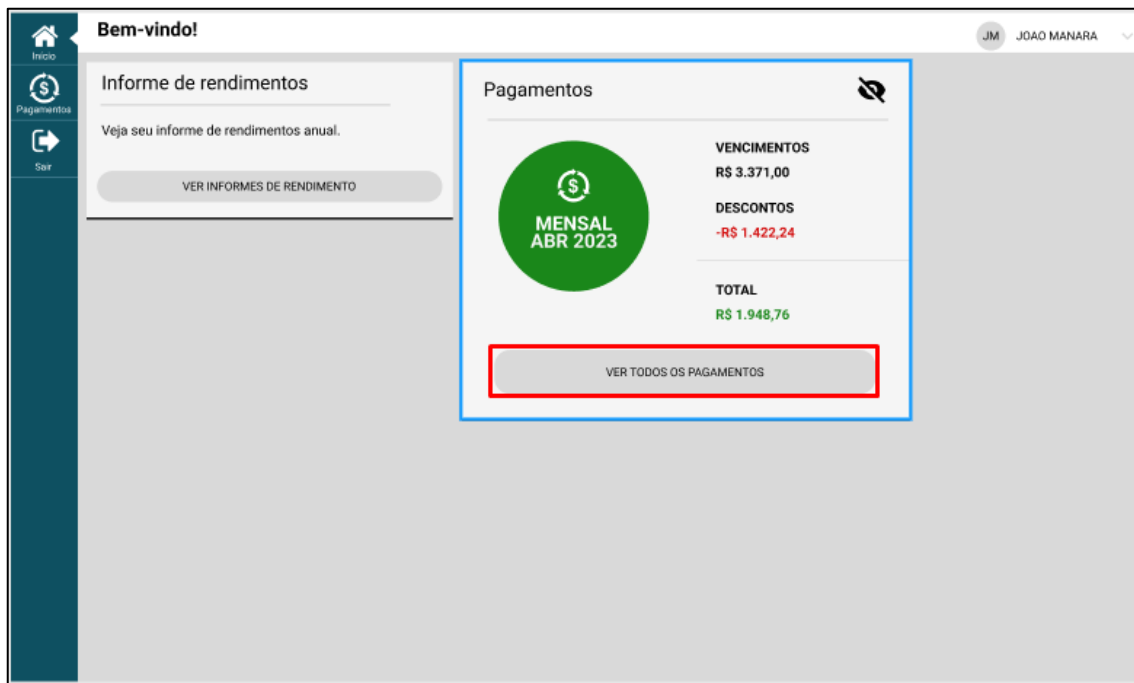 Bem-vindo!
JM
JOAO MANARA
Início
Pagamentos
Sair
Informe de rendimentos
Veja seu informe de rendimentos anual.
VER INFORMES DE RENDIMENTO
Pagamentos
$
MENSAL
ABR 2023
VENCIMENTOS
R$ 3.371,00
DESCONTOS
-R$ 1.422,24
TOTAL
R$ 1.948,76
VER TODOS OS PAGAMENTOS